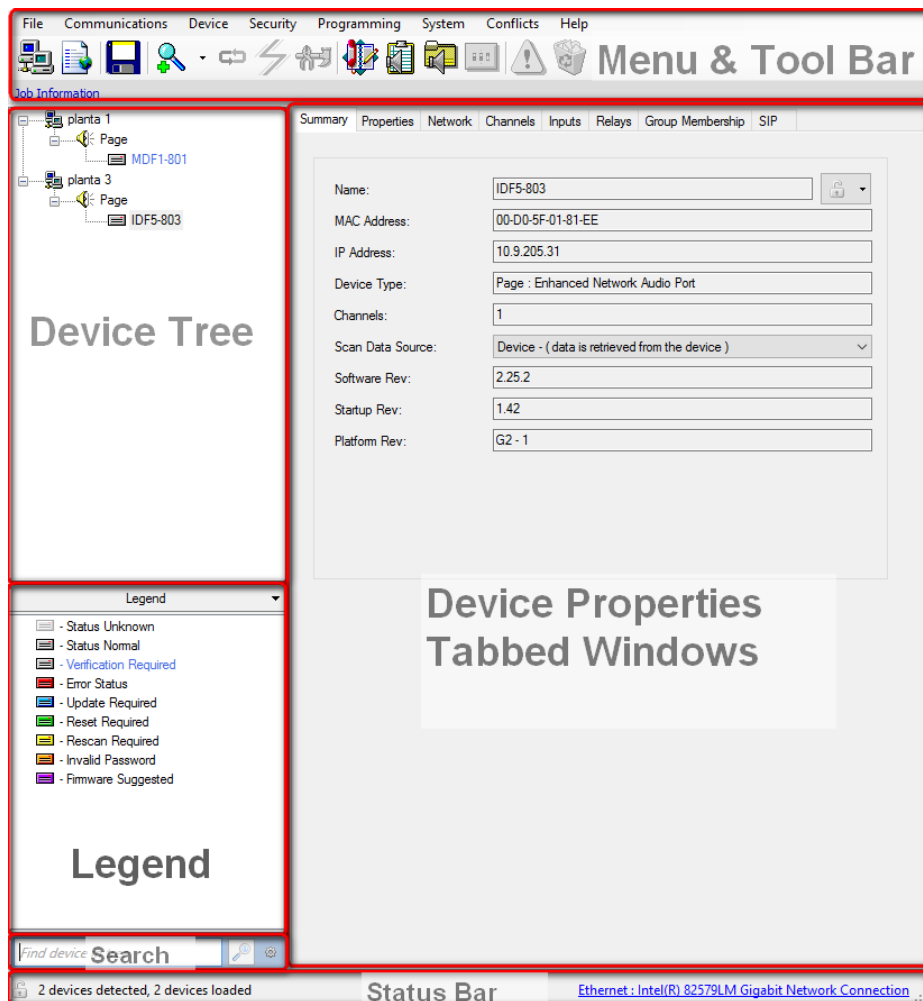 File Communications Device Security Programming System Conflicts Help
Menu & Tool Bar
Job Information
planta 1
Page
MDF1-801
planta 3
Page
IDF5-803
Device Tree
Summary Properties Network Channels Inputs Relays Group Membership SIP
Name: IDF5-803
MAC Address: 00-D0-5F-01-81-EE
IP Address: 10.9.205.31
Device Type: Page : Enhanced Network Audio Port
Channels: 1
Scan Data Source: Device - ( data is retrieved from the device )
Software Rev: 2.25.2
Startup Rev: 1.42
Platform Rev: G2 - 1
Device Properties
Tabbed Windows
Legend
- Status Unknown
- Status Normal
- Verification Required
- Error Status
- Update Required
- Reset Required
- Rescan Required
- Invalid Password
- Firmware Suggested
Legend
Find device
Search
2 devices detected, 2 devices loaded
Status Bar
Ethernet : Intel(R) 82579LM Gigabit Network Connection